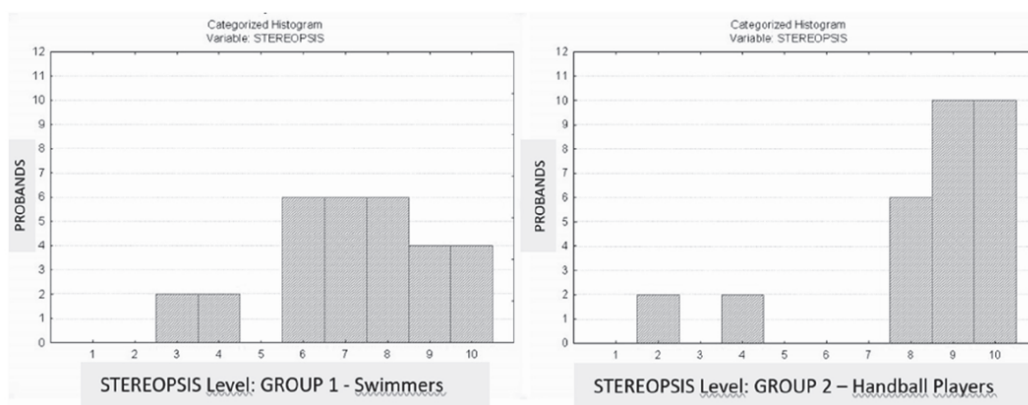 Categorized Histogram
Variable: STEREOPSIS
12
11
10
9
8
7
6
5
4
3
2
1
0
PROBANDS
1 2 3 4 5 6 7 8 9 10
STEREOPSIS Level: GROUP 1 - Swimmers
Categorized Histogram
Variable: STEREOPSIS
12
11
10
9
8
7
6
5
4
3
2
1
0
PROBANDS
1 2 3 4 5 6 7 8 9 10
STEREOPSIS Level: GROUP 2 – Handball Players